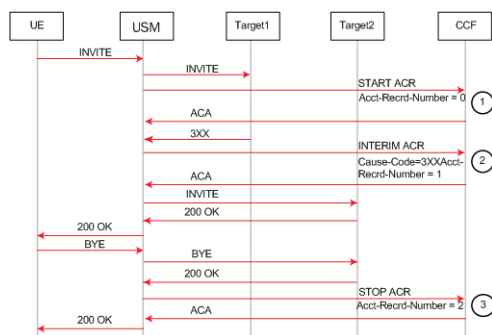 UE USM Target1 Target2 CCF
INVITE
INVITE
START ACR
Acct-Recrd-Number = 0
1
ACA
3XX
INTERIM ACR
2
Cause-Code=3XXAcct-
Recrd-Number = 1
ACA
INVITE
200 OK
200 OK
BYE
BYE
200 OK
STOP ACR
Acct-Recrd-Number = 2
3
ACA
200 OK